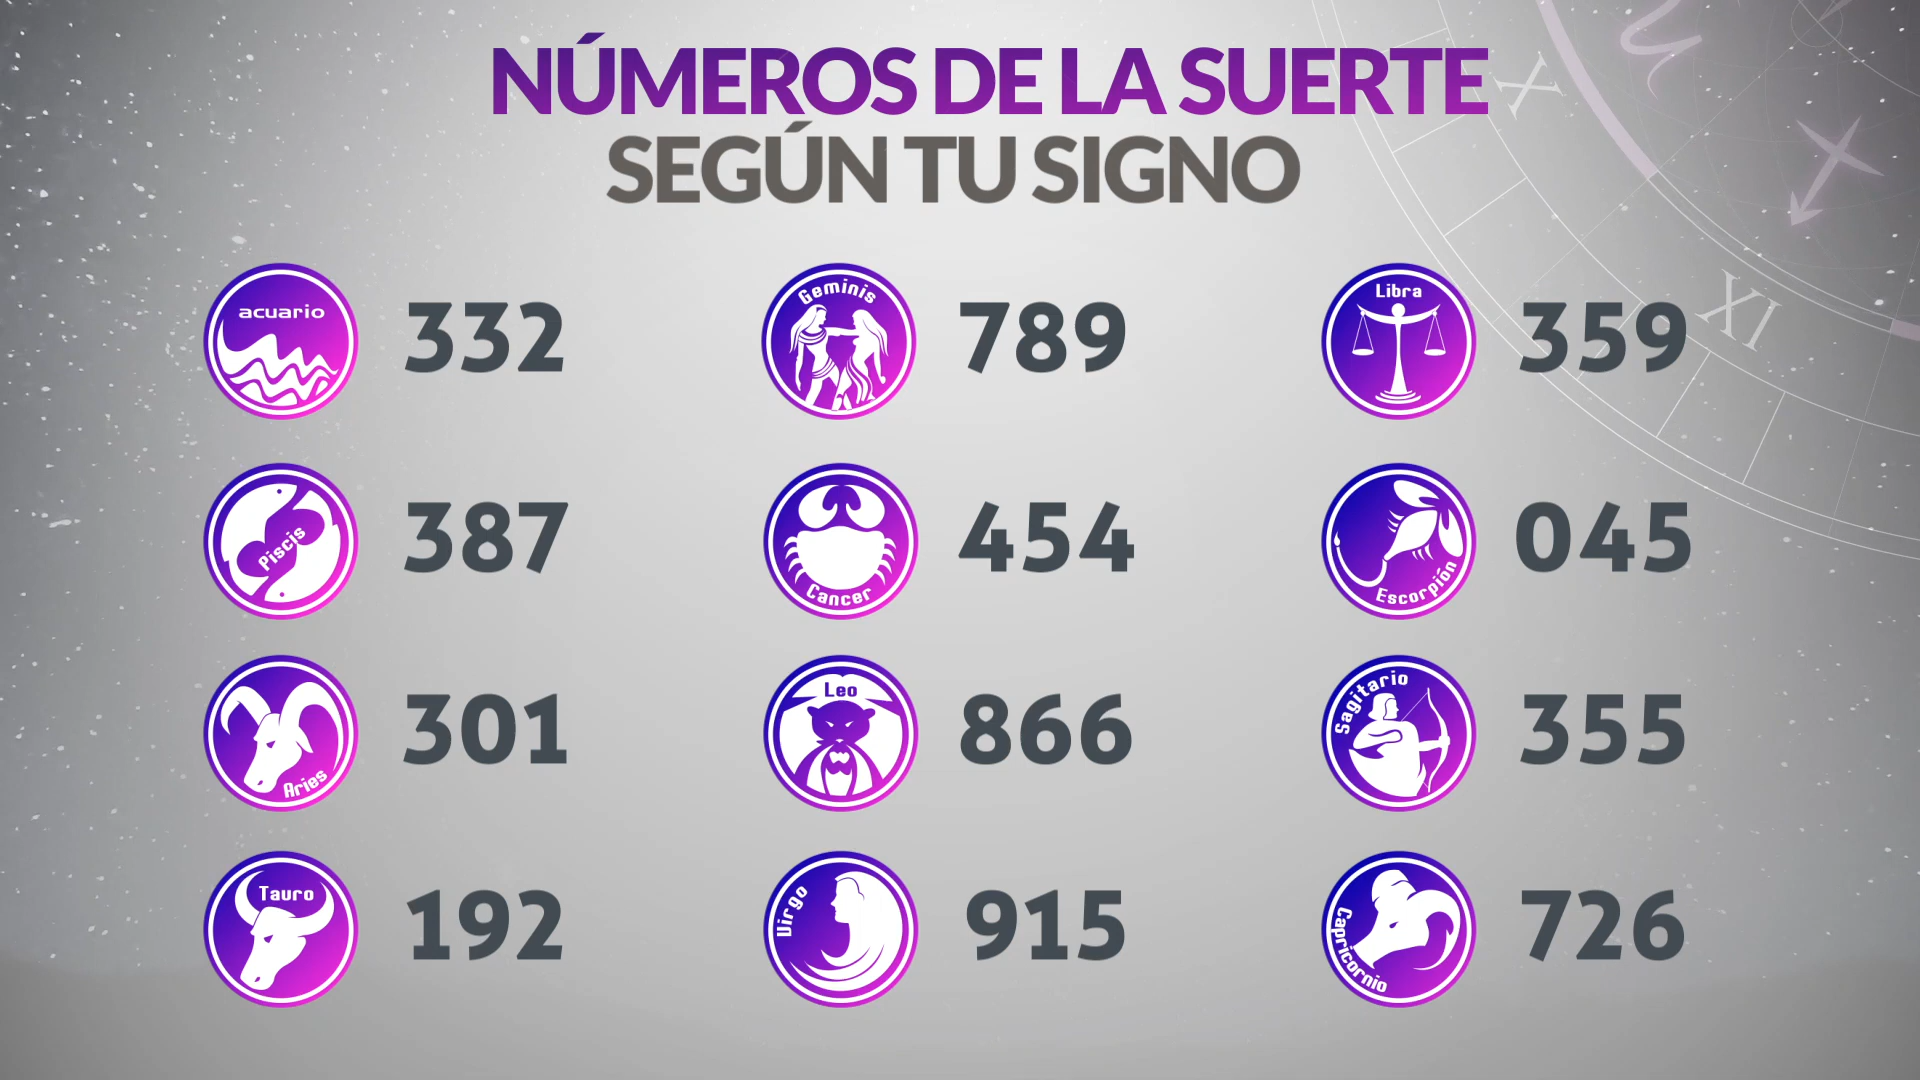 NÚMEROS DE LA SUERTE
SEGÚN TU SIGNO
acuario 332
Geminis 789
Libra 359
Piscis 387
Cancer 454
Escorpión 045
Aries 301
Leo 866
Sagitario 355
Tauro 192
Virgo 915
Capricornio 726
X
XI